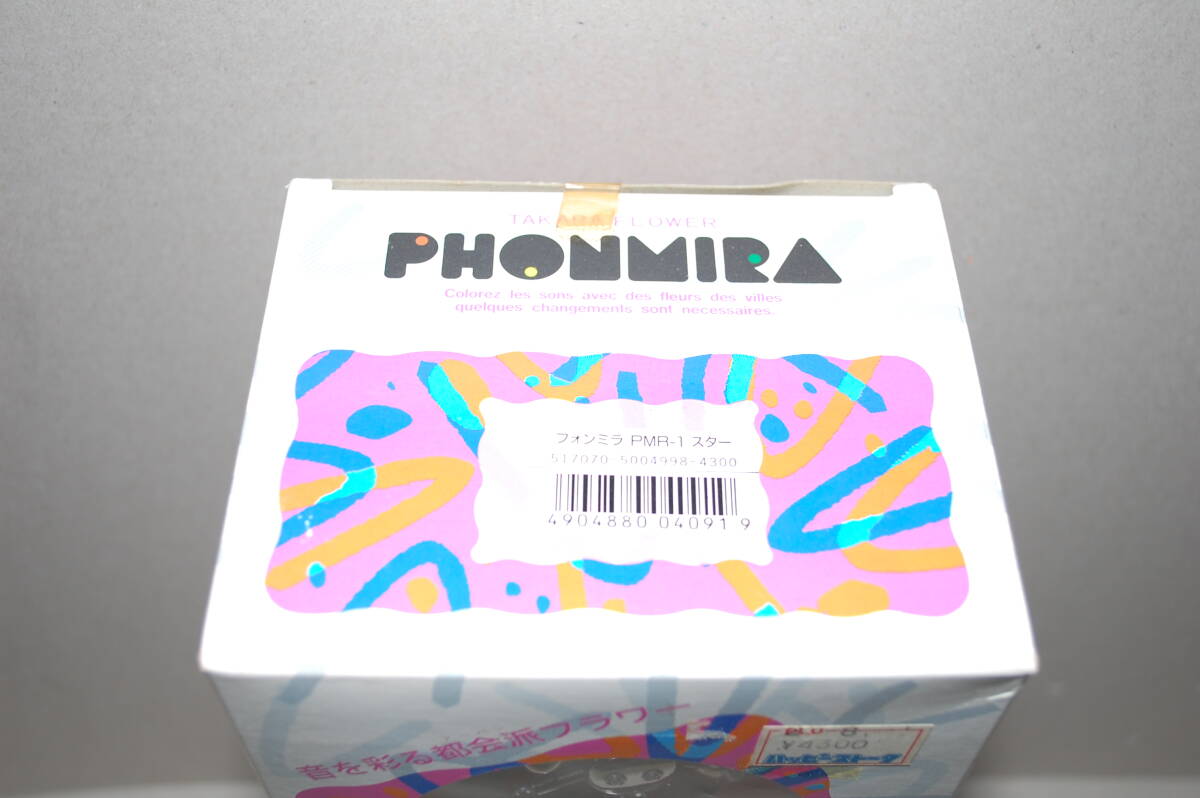 TAKARA FLOWER
PHONMIRA
Colorez les sons avec des fleurs des villes
quelques changements sont necessaires.
フォンミラ PMR-1 スター
517070-5004998-4300
4904880 040919
音を彩る都会派フラワー
¥4300